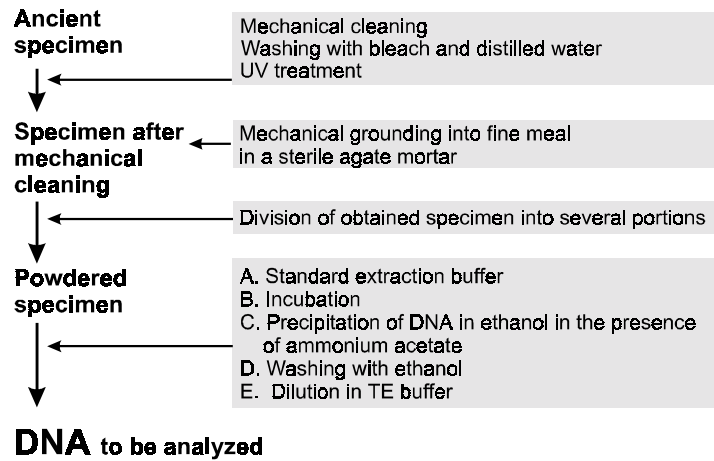 Ancient
specimen
Mechanical cleaning
Washing with bleach and distilled water
UV treatment
Specimen after
mechanical
cleaning
Mechanical grounding into fine meal
in a sterile agate mortar
Division of obtained specimen into several portions
Powdered
specimen
A. Standard extraction buffer
B. Incubation
C. Precipitation of DNA in ethanol in the presence
of ammonium acetate
D. Washing with ethanol
E. Dilution in TE buffer
DNA to be analyzed